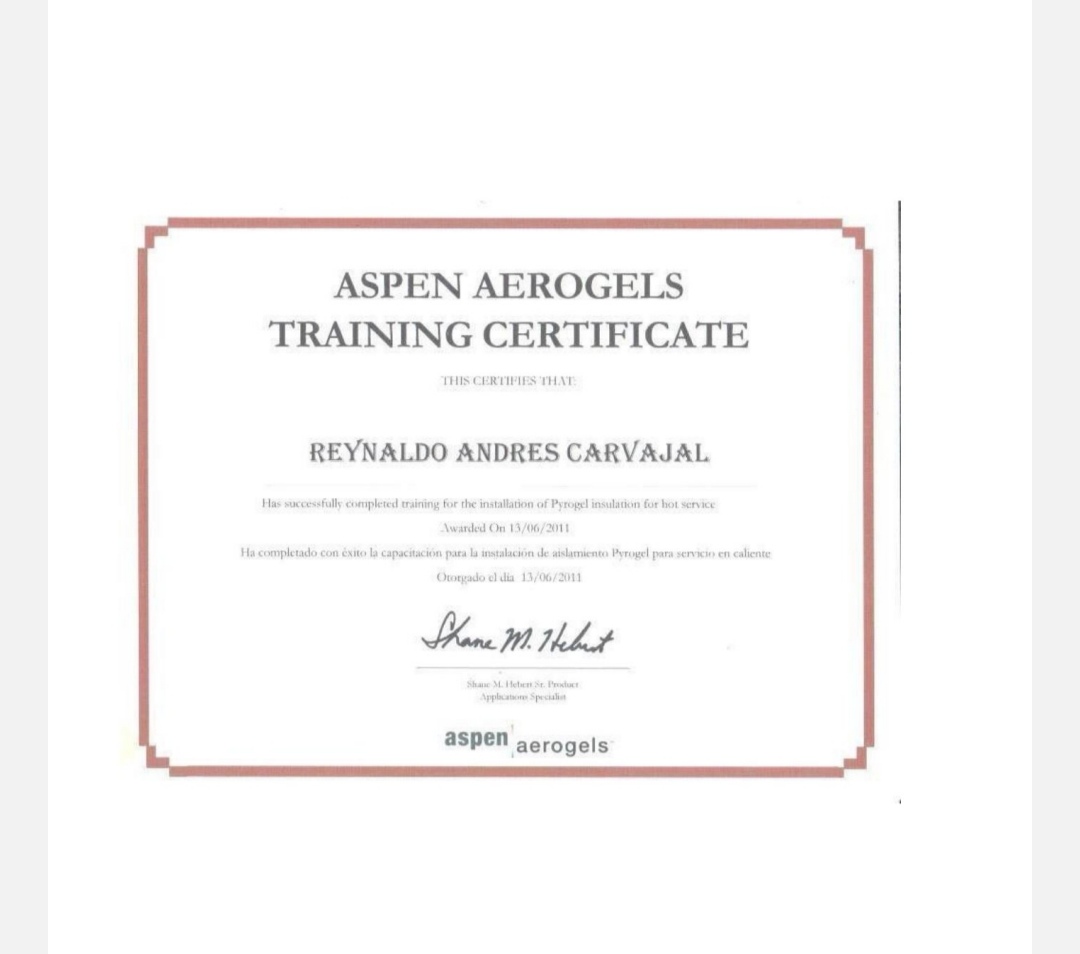 ASPEN AEROGELS
TRAINING CERTIFICATE
THIS CERTIFIES THAT:
REYNALDO ANDRES CARVAJAL
Has successfully completed training for the installation of Pyrogel insulation for hot service
Awarded On 13/06/2011
Ha completado con éxito la capacitación para la instalación de aislamiento Pyrogel para servicio en caliente
Otorgado el día 13/06/2011
Shane M. Hebert
Shane M. Hebert Sr. Product
Applications Specialist
aspen aerogels